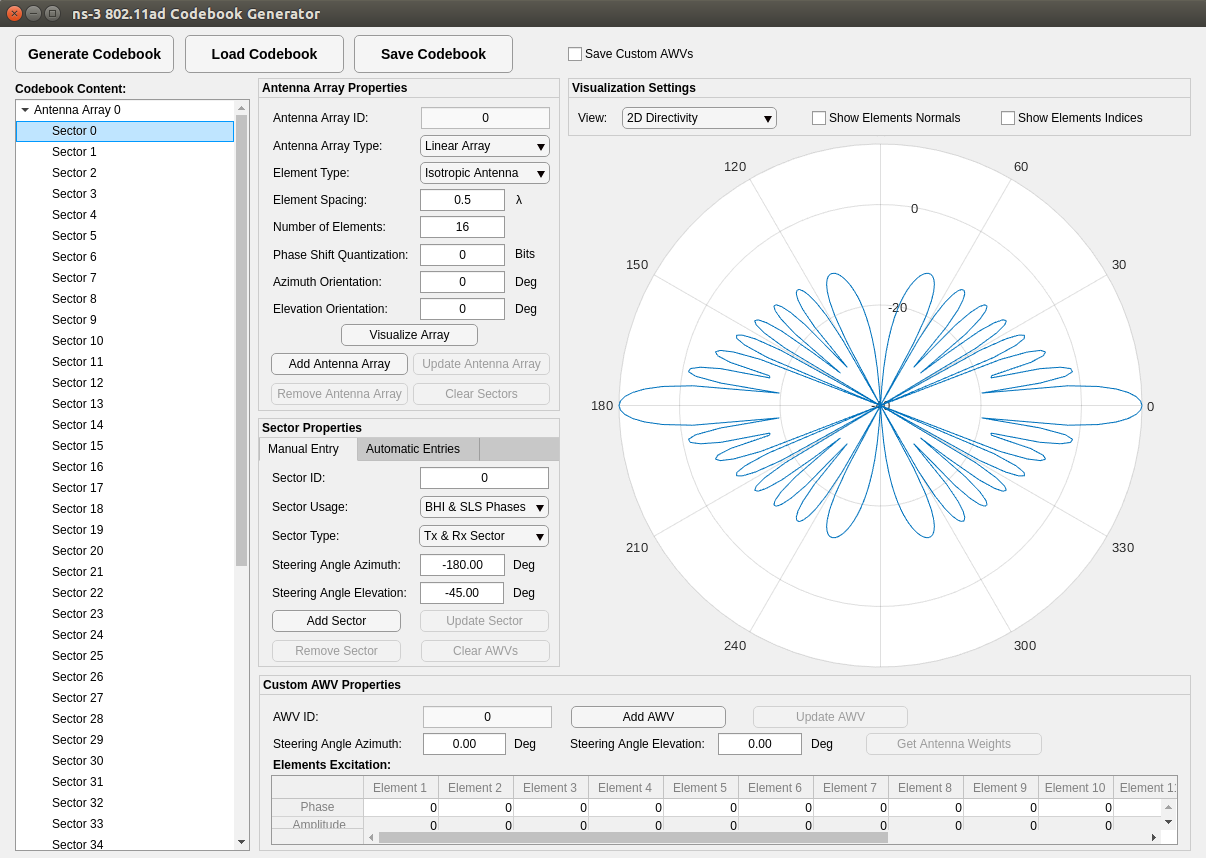 ns-3 802.11ad Codebook Generator
Generate Codebook Load Codebook Save Codebook Save Custom AWVs
Codebook Content:
Antenna Array 0
Sector 0
Sector 1
Sector 2
Sector 3
Sector 4
Sector 5
Sector 6
Sector 7
Sector 8
Sector 9
Sector 10
Sector 11
Sector 12
Sector 13
Sector 14
Sector 15
Sector 16
Sector 17
Sector 18
Sector 19
Sector 20
Sector 21
Sector 22
Sector 23
Sector 24
Sector 25
Sector 26
Sector 27
Sector 28
Sector 29
Sector 30
Sector 31
Sector 32
Sector 33
Sector 34
Antenna Array Properties
Antenna Array ID: 0
Antenna Array Type: Linear Array
Element Type: Isotropic Antenna
Element Spacing: 0.5 λ
Number of Elements: 16
Phase Shift Quantization: 0 Bits
Azimuth Orientation: 0 Deg
Elevation Orientation: 0 Deg
Visualize Array
Add Antenna Array Update Antenna Array
Remove Antenna Array Clear Sectors
Sector Properties
Manual Entry Automatic Entries
Sector ID: 0
Sector Usage: BHI & SLS Phases
Sector Type: Tx & Rx Sector
Steering Angle Azimuth: -180.00 Deg
Steering Angle Elevation: -45.00 Deg
Add Sector Update Sector
Remove Sector Clear AWVs
Visualization Settings
View: 2D Directivity Show Elements Normals Show Elements Indices
120 60
0
150 30
-20
180 0
210 330
240 300
Custom AWV Properties
AWV ID: 0 Add AWV Update AWV
Steering Angle Azimuth: 0.00 Deg Steering Angle Elevation: 0.00 Deg Get Antenna Weights
Elements Excitation:
Element 1 Element 2 Element 3 Element 4 Element 5 Element 6 Element 7 Element 8 Element 9 Element 10 Element
Phase 0 0 0 0 0 0 0 0 0 0
Amplitude 0 0 0 0 0 0 0 0 0 0